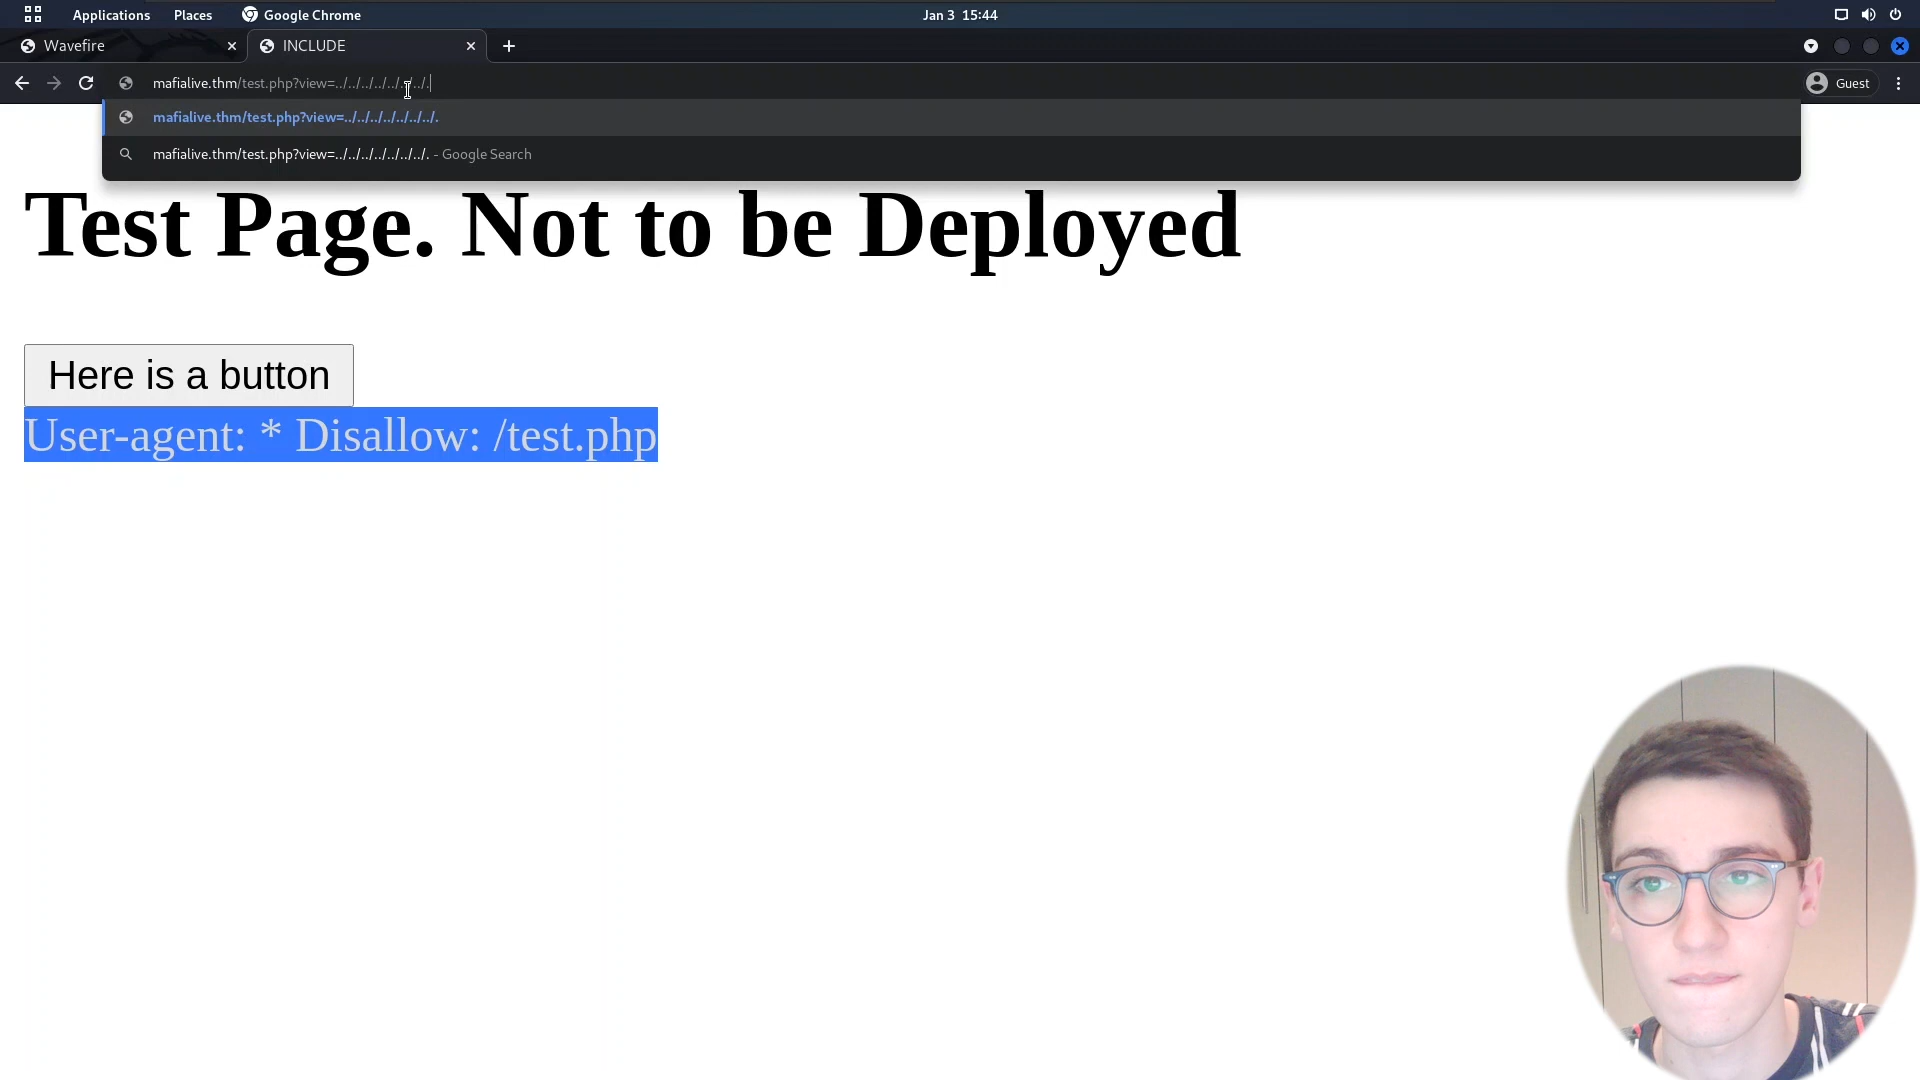 Applications Places Google Chrome Jan 3 15:44
Wavefire INCLUDE
mafialive.thm/test.php?view=../../../../../../../. Guest
mafialive.thm/test.php?view=../../../../../../../.
mafialive.thm/test.php?view=../../../../../../../. - Google Search
Test Page. Not to be Deployed
Here is a button
User-agent: * Disallow: /test.php